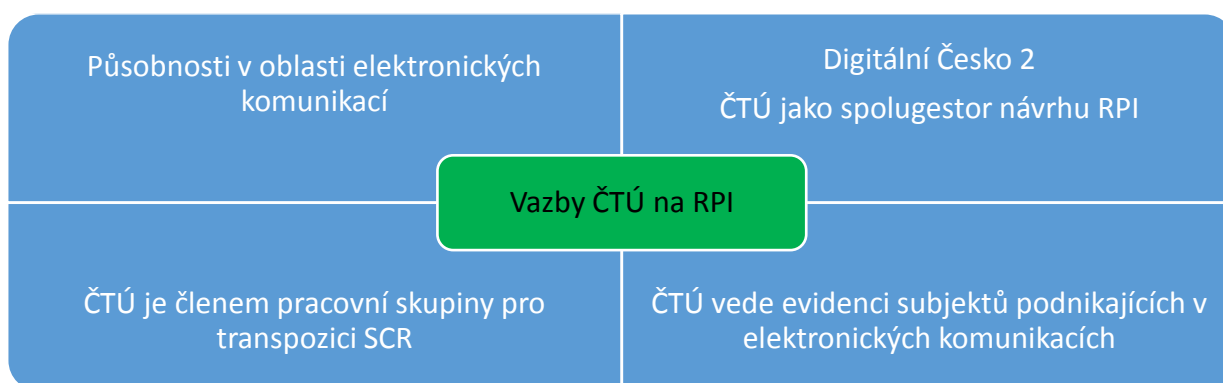 Působnosti v oblasti elektronických
komunikací
Digitální Česko 2
ČTÚ jako spolugestor návrhu RPI
Vazby ČTÚ na RPI
ČTÚ je členem pracovní skupiny pro
transpozici SCR
ČTÚ vede evidenci subjektů podnikajících v
elektronických komunikacích